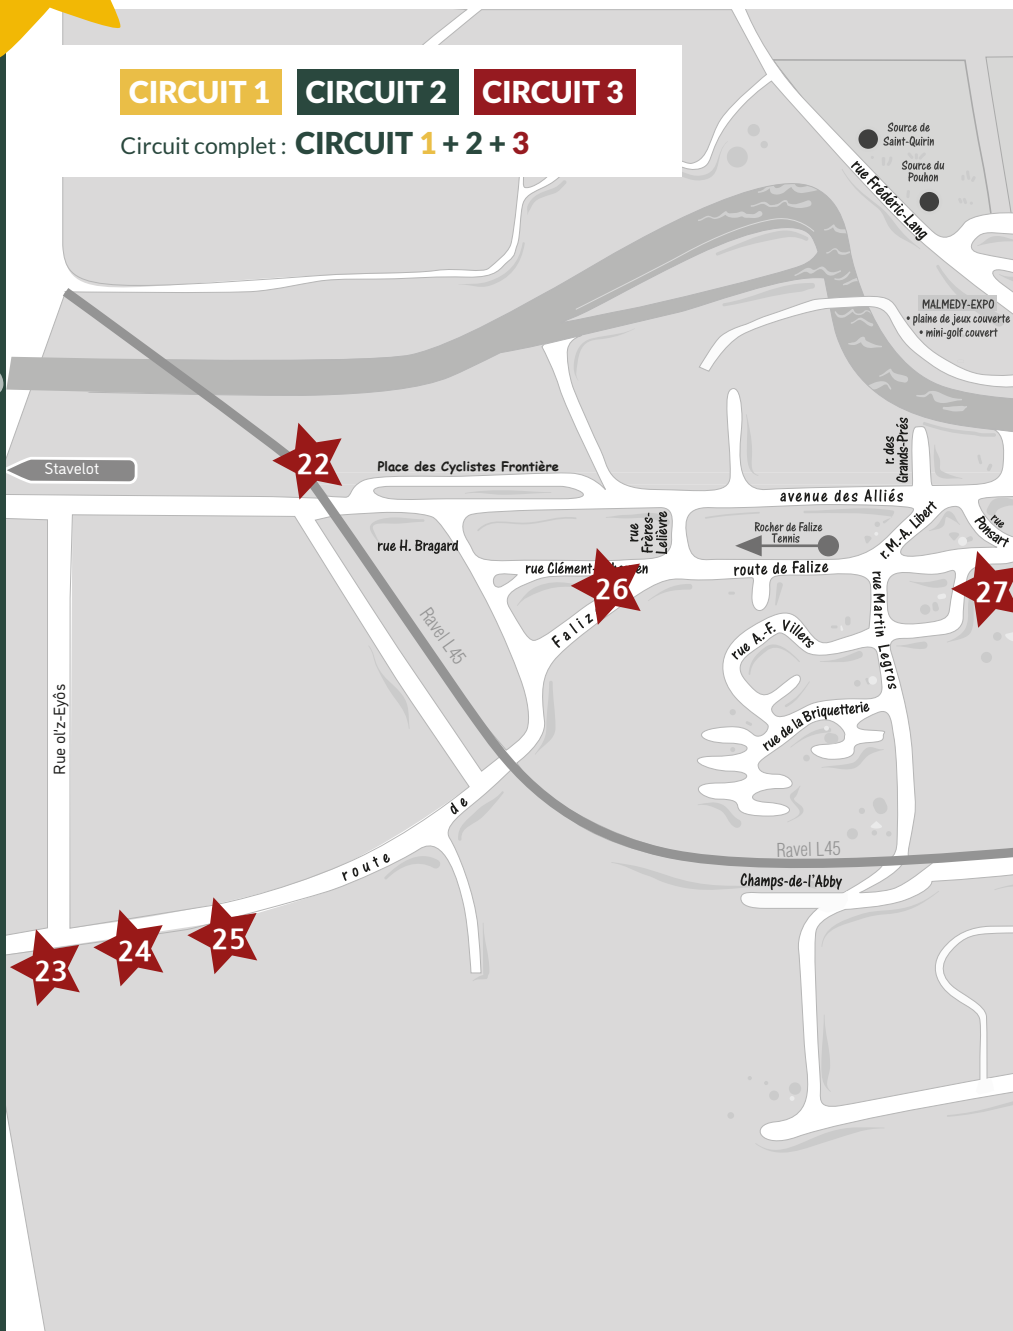 CIRCUIT 1
CIRCUIT 2
CIRCUIT 3
Circuit complet : CIRCUIT 1 + 2 + 3
Source de
Saint-Quirin
Source du
Pouhon
rue Frédéric-Lang
MALMEDY-EXPO
• plaine de jeux couverte
• mini-golf couvert
r. des
Grands-Prés
Stavelot
22
Place des Cyclistes Frontière
avenue des Alliés
rue H. Bragard
rue
Frères-
Lelièvre
Rocher de Falize
Tennis
r. M.-A. Libert
rue
Ponsart
rue Clément-
26
route de Falize
27
Faliz
rue Martin Legros
rue A.-F. Villers
Ravel L45
Rue ol'z-Eyôs
rue de la Briquetterie
de
route
Ravel L45
Champs-de-l'Abby
23
24
25